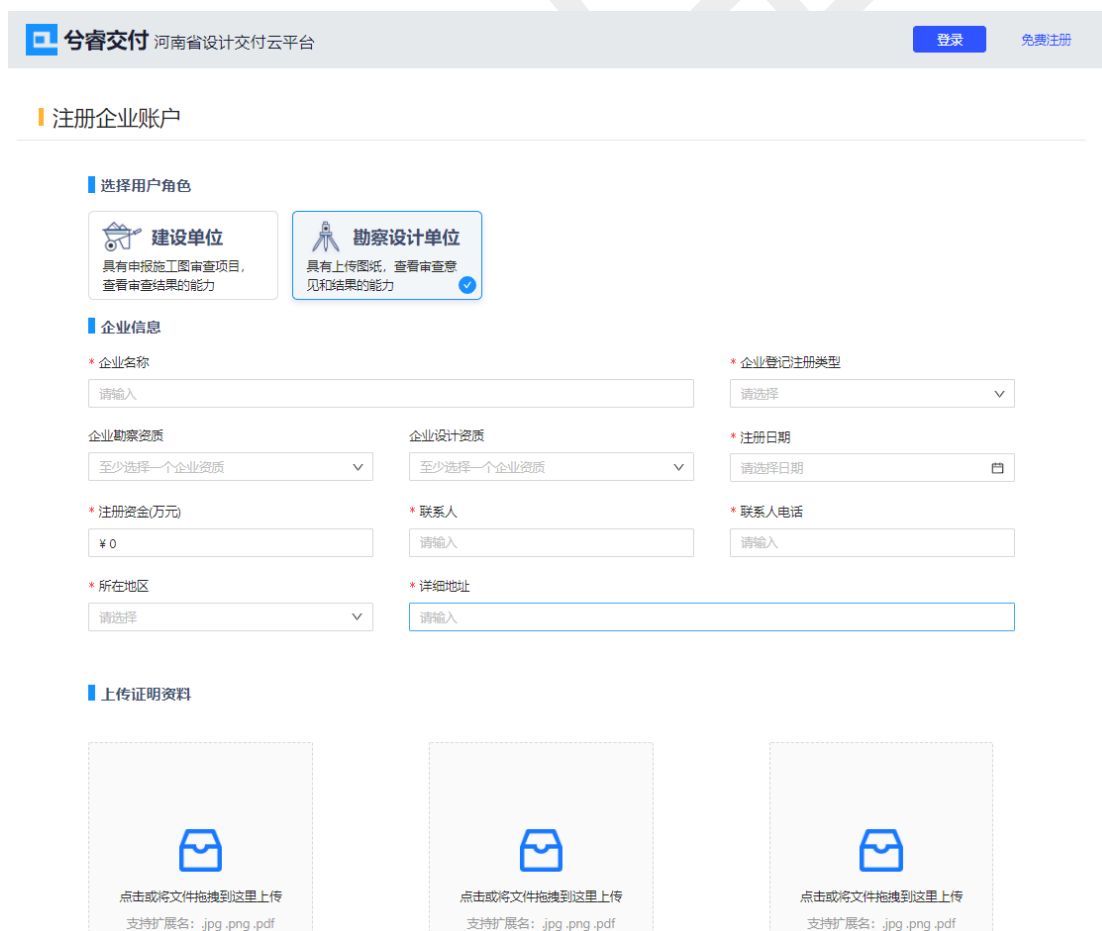 兮睿交付 河南省设计交付云平台 登录 免费注册
注册企业账户
选择用户角色
建设单位
具有申报施工图审查项目,
查看审查结果的能力
勘察设计单位
具有上传图纸, 查看审查意
见和结果的能力
企业信息
* 企业名称 * 企业登记注册类型
请输入 请选择
企业勘察资质 企业设计资质 * 注册日期
至少选择一个企业资质 至少选择一个企业资质 请选择日期
* 注册资金(万元) * 联系人 * 联系人电话
¥ 0 请输入 请输入
* 所在地区 * 详细地址
请选择 请输入
上传证明资料
点击或将文件拖拽到这里上传 点击或将文件拖拽到这里上传 点击或将文件拖拽到这里上传
支持扩展名: .jpg .png .pdf 支持扩展名: .jpg .png .pdf 支持扩展名: .jpg .png .pdf